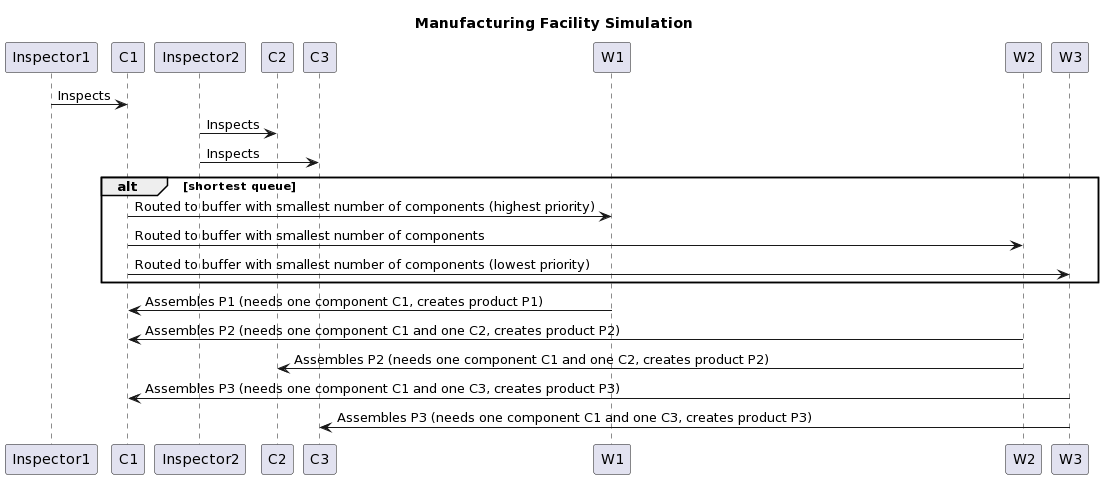 Manufacturing Facility Simulation
Inspector1 C1 Inspector2 C2 C3 W1 W2 W3
Inspects
Inspects
Inspects
alt [shortest queue]
Routed to buffer with smallest number of components (highest priority)
Routed to buffer with smallest number of components
Routed to buffer with smallest number of components (lowest priority)
Assembles P1 (needs one component C1, creates product P1)
Assembles P2 (needs one component C1 and one C2, creates product P2)
Assembles P2 (needs one component C1 and one C2, creates product P2)
Assembles P3 (needs one component C1 and one C3, creates product P3)
Assembles P3 (needs one component C1 and one C3, creates product P3)
Inspector1 C1 Inspector2 C2 C3 W1 W2 W3